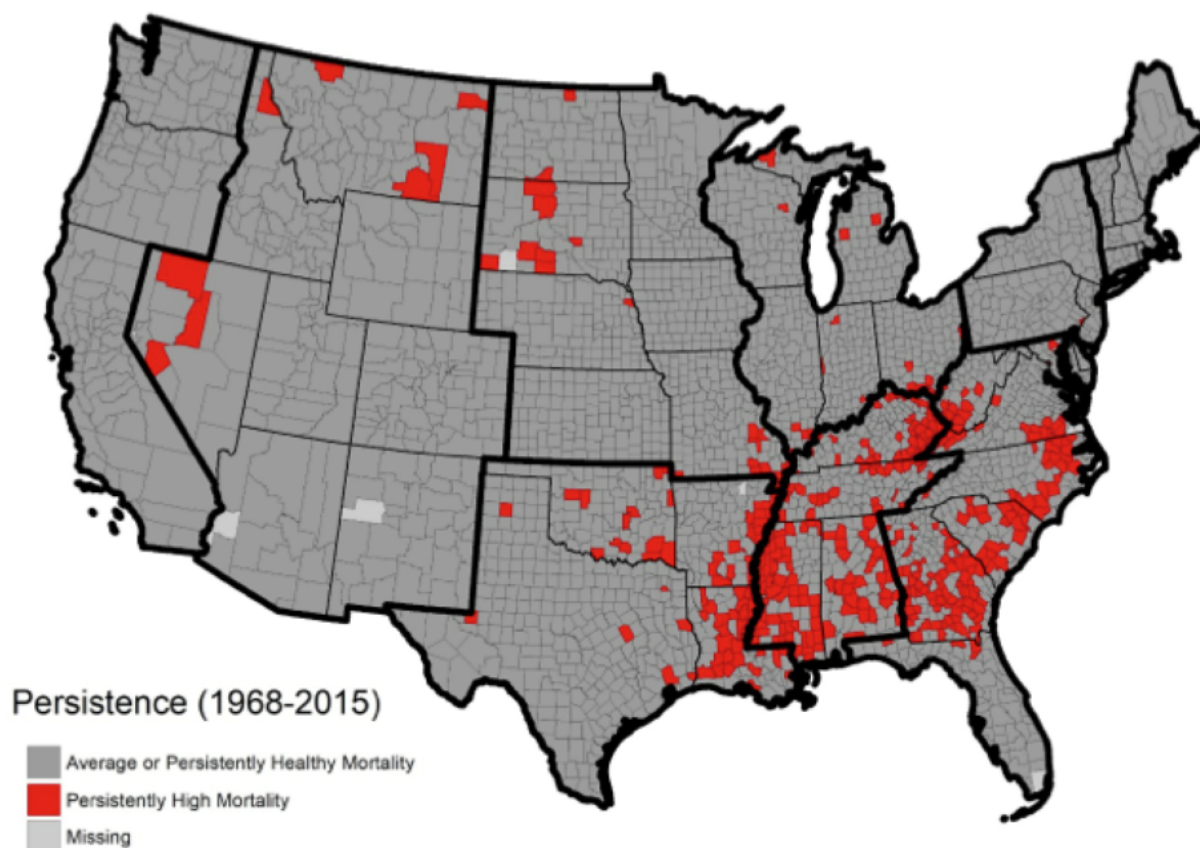 Persistence (1968-2015)
Average or Persistently Healthy Mortality
Persistently High Mortality
Missing